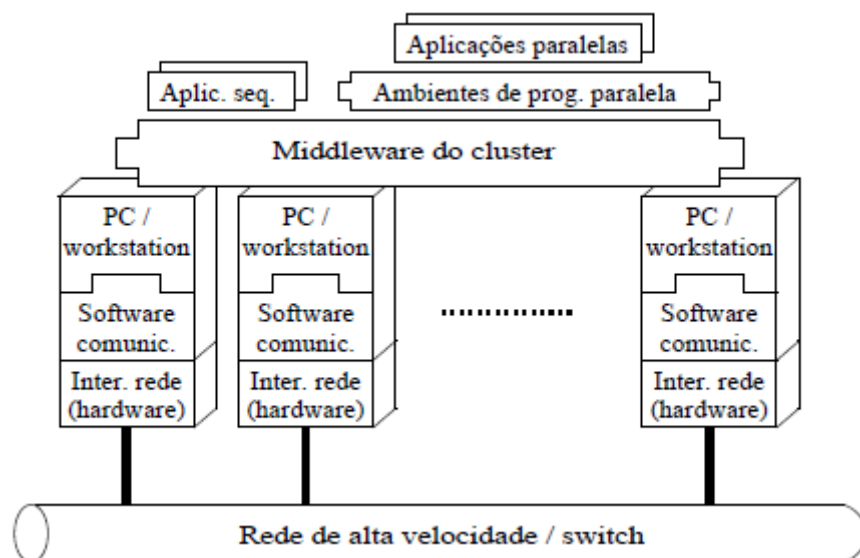 Aplicações paralelas
Aplic. seq.
Ambientes de prog. paralela
Middleware do cluster
PC /
workstation
Software
comunic.
Inter. rede
(hardware)
PC /
workstation
Software
comunic.
Inter. rede
(hardware)
PC /
workstation
Software
comunic.
Inter. rede
(hardware)
Rede de alta velocidade / switch